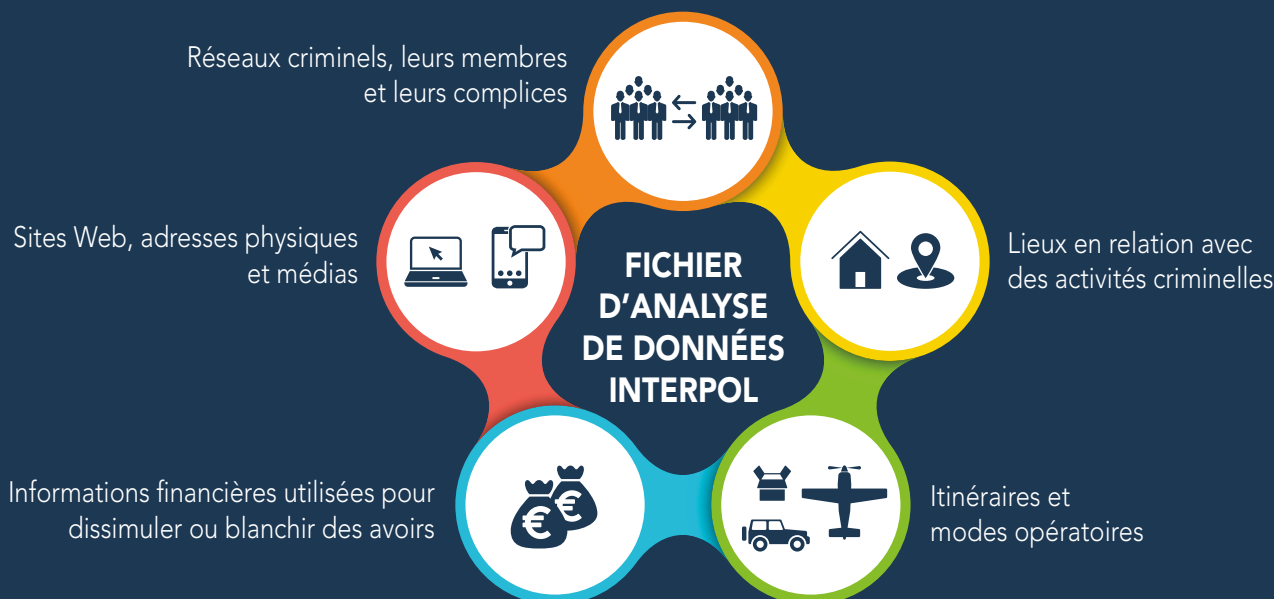 Réseaux criminels, leurs membres
et leurs complices
Sites Web, adresses physiques
et médias
FICHIER
D’ANALYSE
DE DONNÉES
INTERPOL
Lieux en relation avec
des activités criminelles
Informations financières utilisées pour
dissimuler ou blanchir des avoirs
€
€
Itinéraires et
modes opératoires